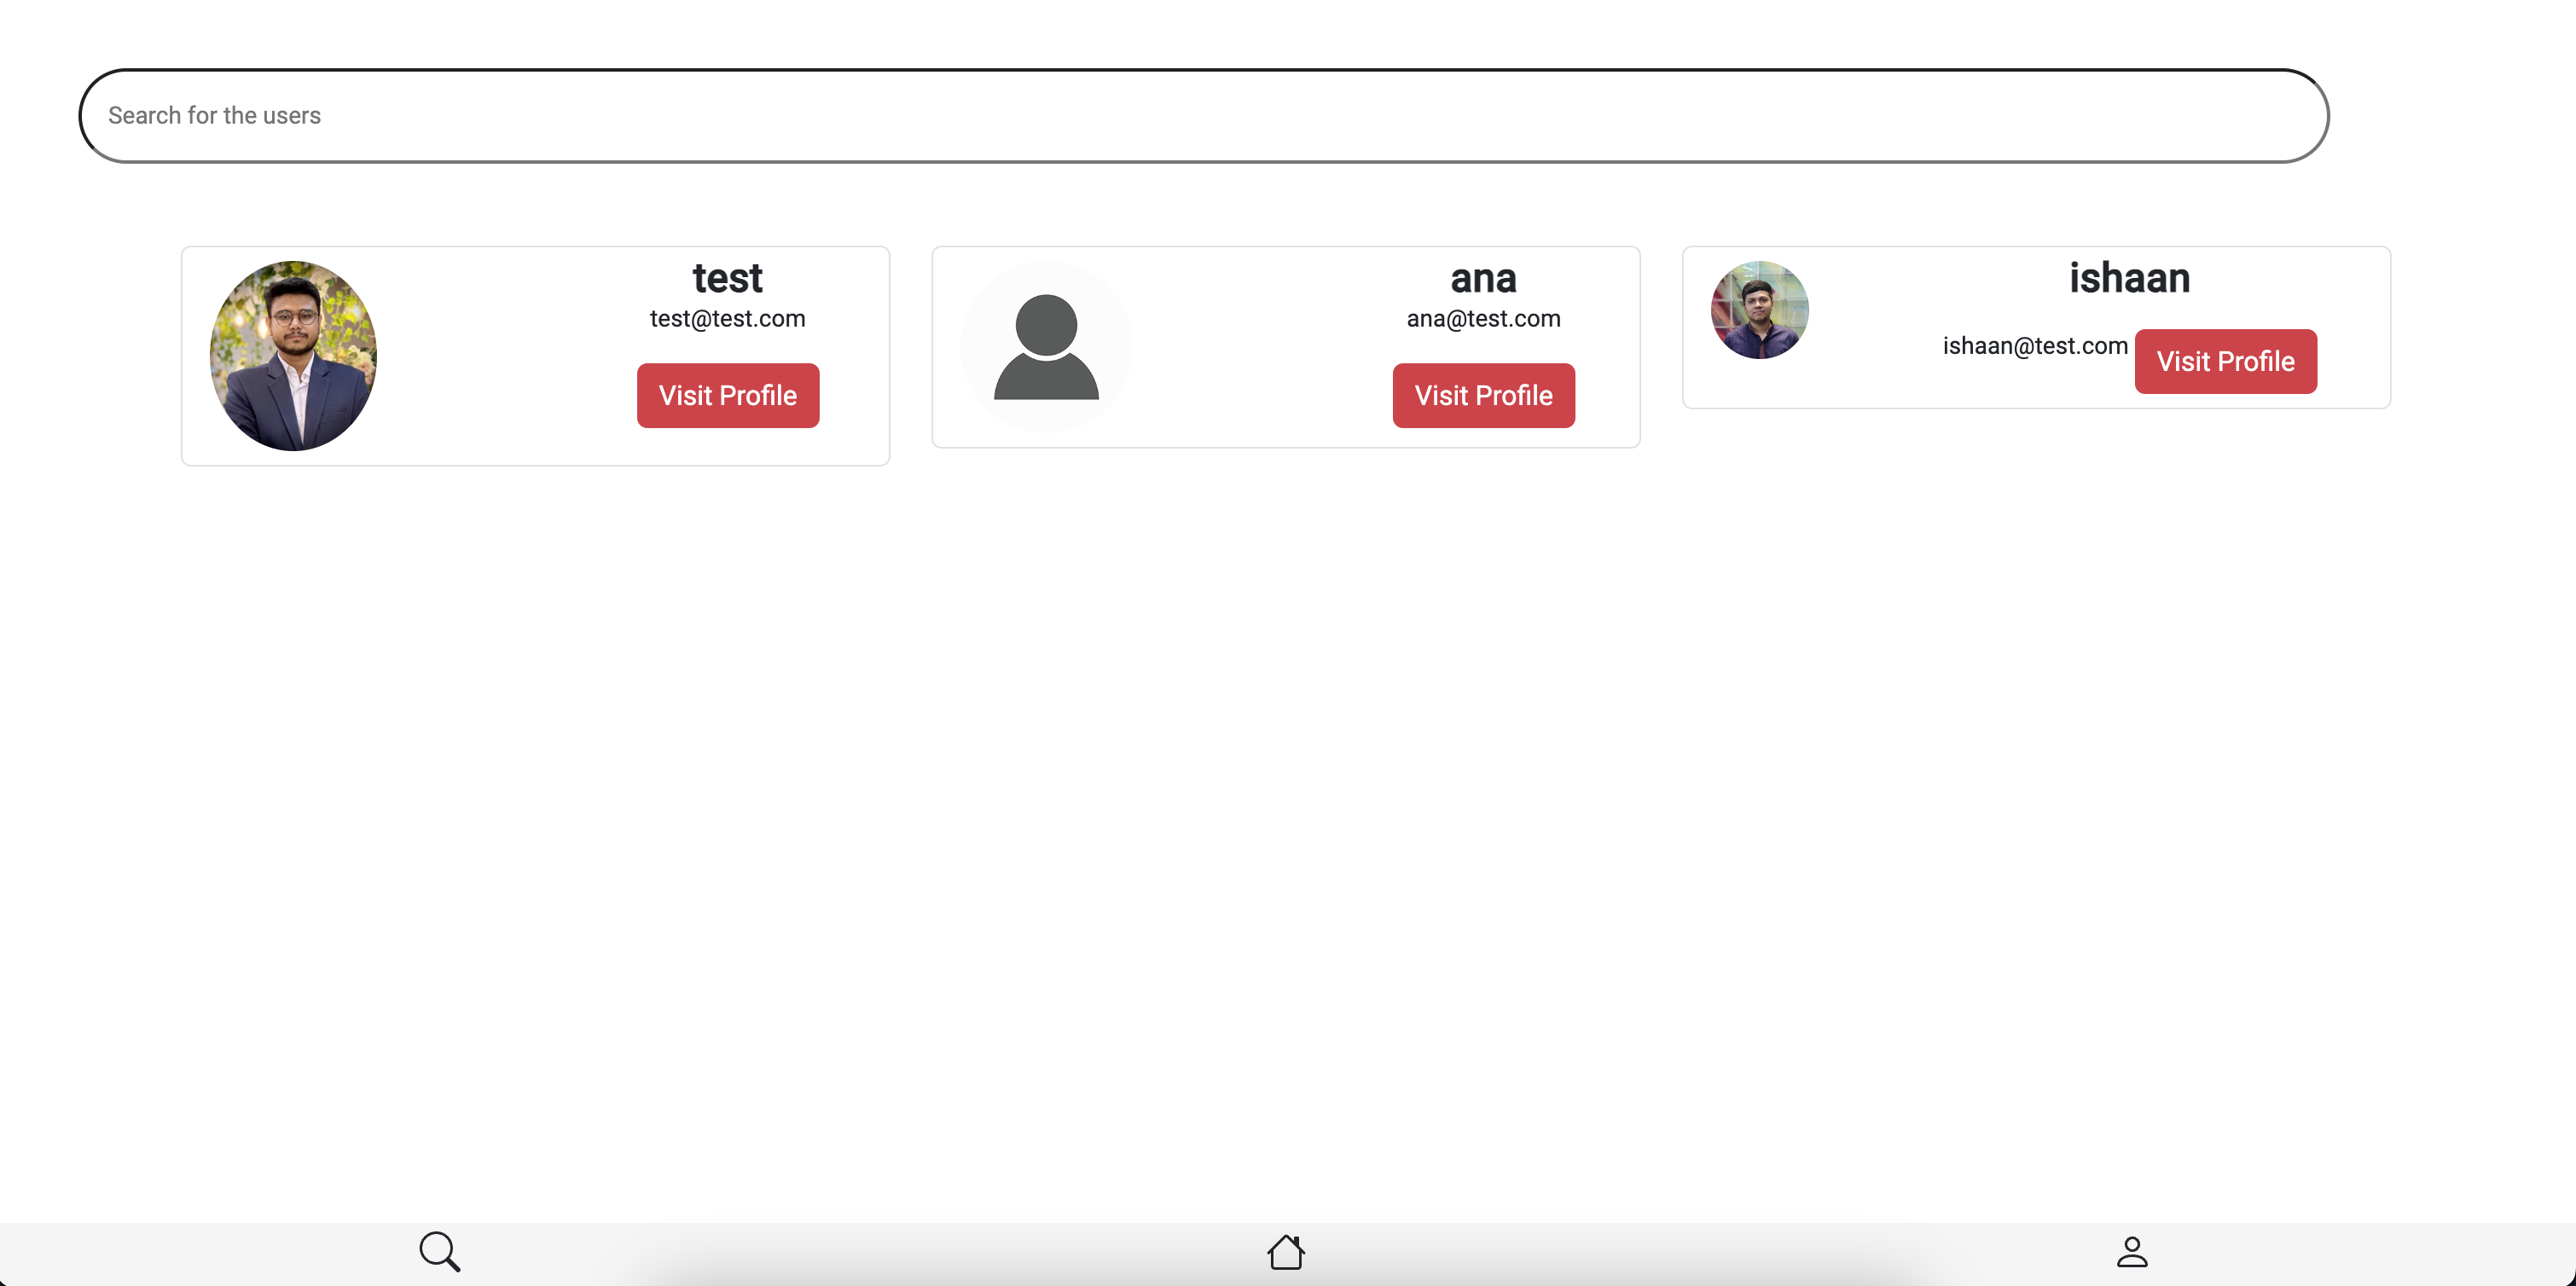 Search for the users
test
test@test.com
Visit Profile
ana
ana@test.com
Visit Profile
ishaan
ishaan@test.com Visit Profile